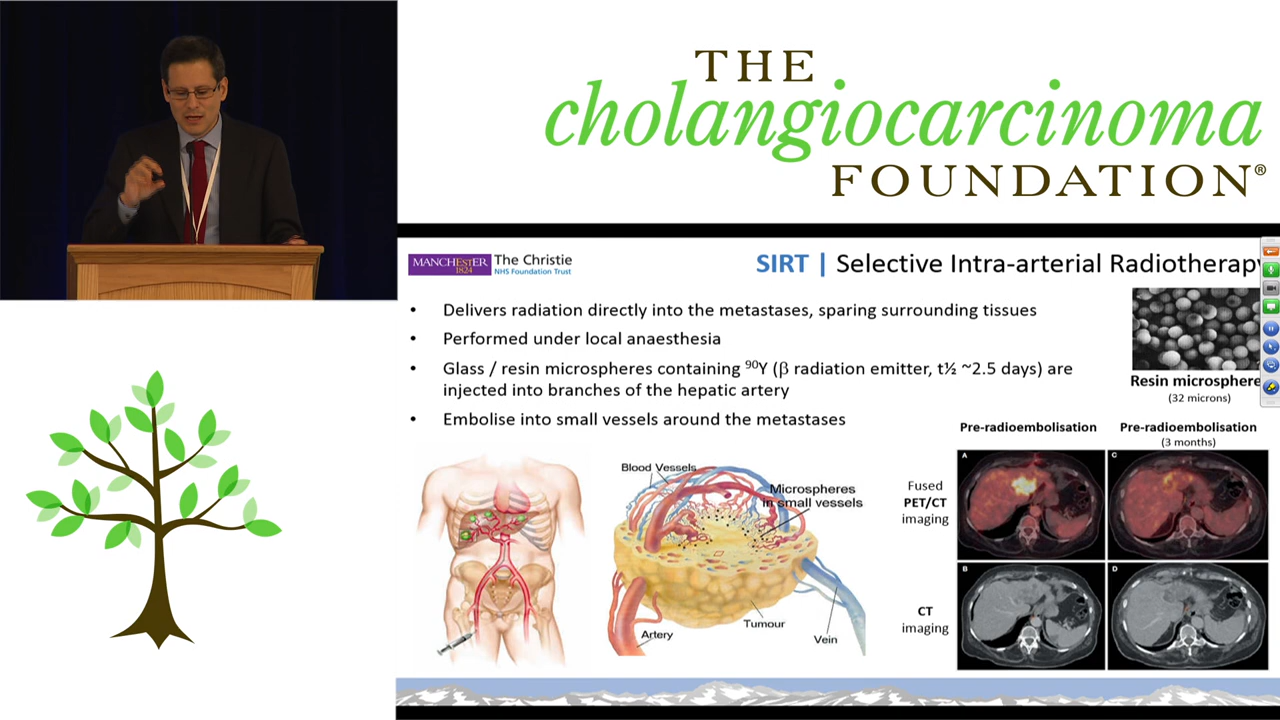 THE
cholangiocarcinoma
FOUNDATION®
MANCHESTER
1824
The Christie
NHS Foundation Trust
SIRT | Selective Intra-arterial Radiotherapy
• Delivers radiation directly into the metastases, sparing surrounding tissues
• Performed under local anaesthesia
• Glass / resin microspheres containing ⁹⁰Y (β radiation emitter, t½ ~2.5 days) are
injected into branches of the hepatic artery
• Embolise into small vessels around the metastases
Resin microsphere
(32 microns)
Pre-radioembolisation
Pre-radioembolisation
(3 months)
Fused
PET/CT
imaging
A
C
CT
imaging
B
D
Blood Vessels
Microspheres
in small vessels
Artery
Tumour
Vein